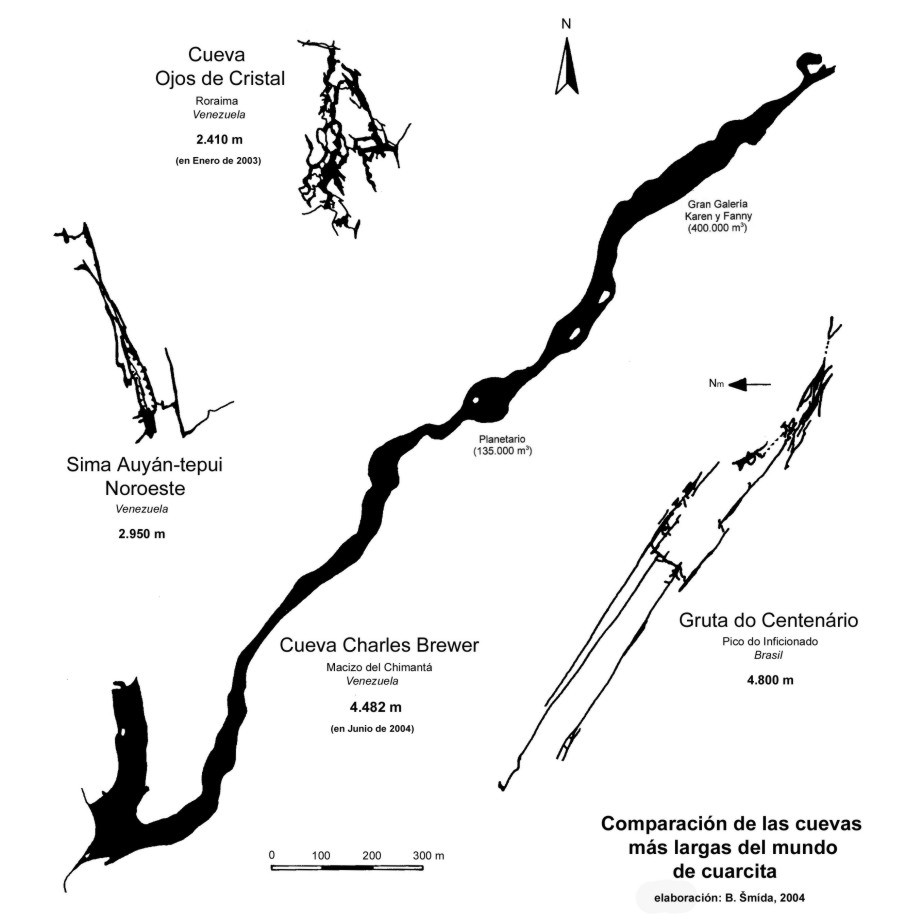 Cueva
Ojos de Cristal
Roraima
Venezuela
2.410 m
(en Enero de 2003)
N
Gran Galería
Karen y Fanny
(400.000 m³)
Nm
Planetario
(135.000 m³)
Sima Auyán-tepui
Noroeste
Venezuela
2.950 m
Gruta do Centenário
Pico do Inficionado
Brasil
4.800 m
Cueva Charles Brewer
Macizo del Chimantá
Venezuela
4.482 m
(en Junio de 2004)
0 100 200 300 m
Comparación de las cuevas
más largas del mundo
de cuarcita
elaboración: B. Šmída, 2004